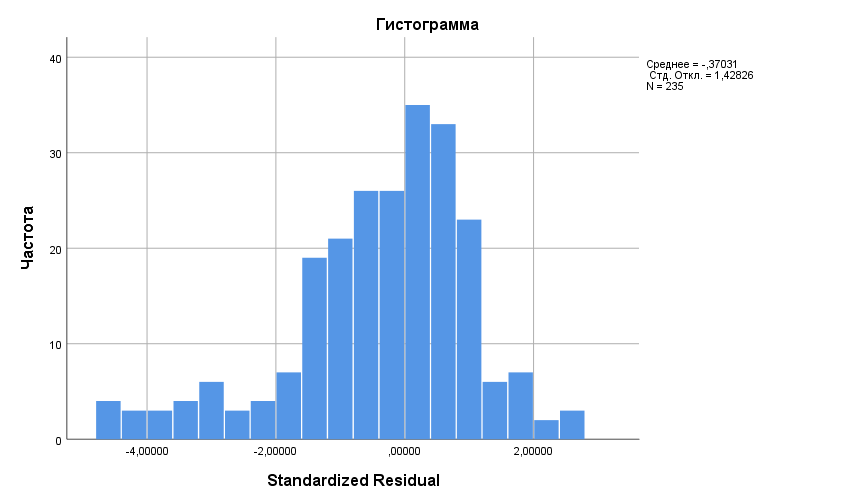 Гистограмма
Среднее = -,37031
Стд. Откл. = 1,42826
N = 235
40
30
20
10
0
Частота
-4,00000
-2,00000
,00000
2,00000
Standardized Residual